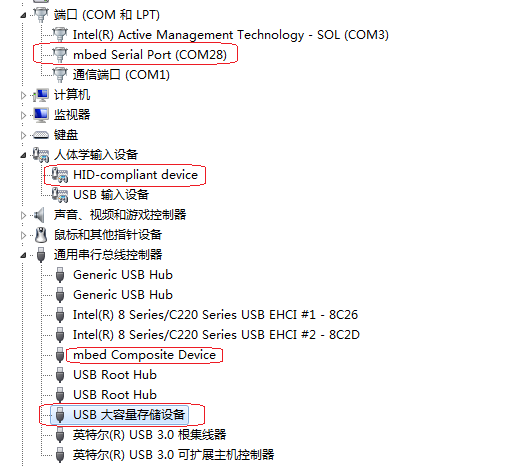 端口 (COM 和 LPT)
Intel(R) Active Management Technology - SOL (COM3)
mbed Serial Port (COM28)
通信端口 (COM1)
计算机
监视器
键盘
人体学输入设备
HID-compliant device
USB 输入设备
声音、视频和游戏控制器
鼠标和其他指针设备
通用串行总线控制器
Generic USB Hub
Generic USB Hub
Intel(R) 8 Series/C220 Series USB EHCI #1 - 8C26
Intel(R) 8 Series/C220 Series USB EHCI #2 - 8C2D
mbed Composite Device
USB Root Hub
USB Root Hub
USB 大容量存储设备
英特尔(R) USB 3.0 根集线器
英特尔(R) USB 3.0 可扩展主机控制器